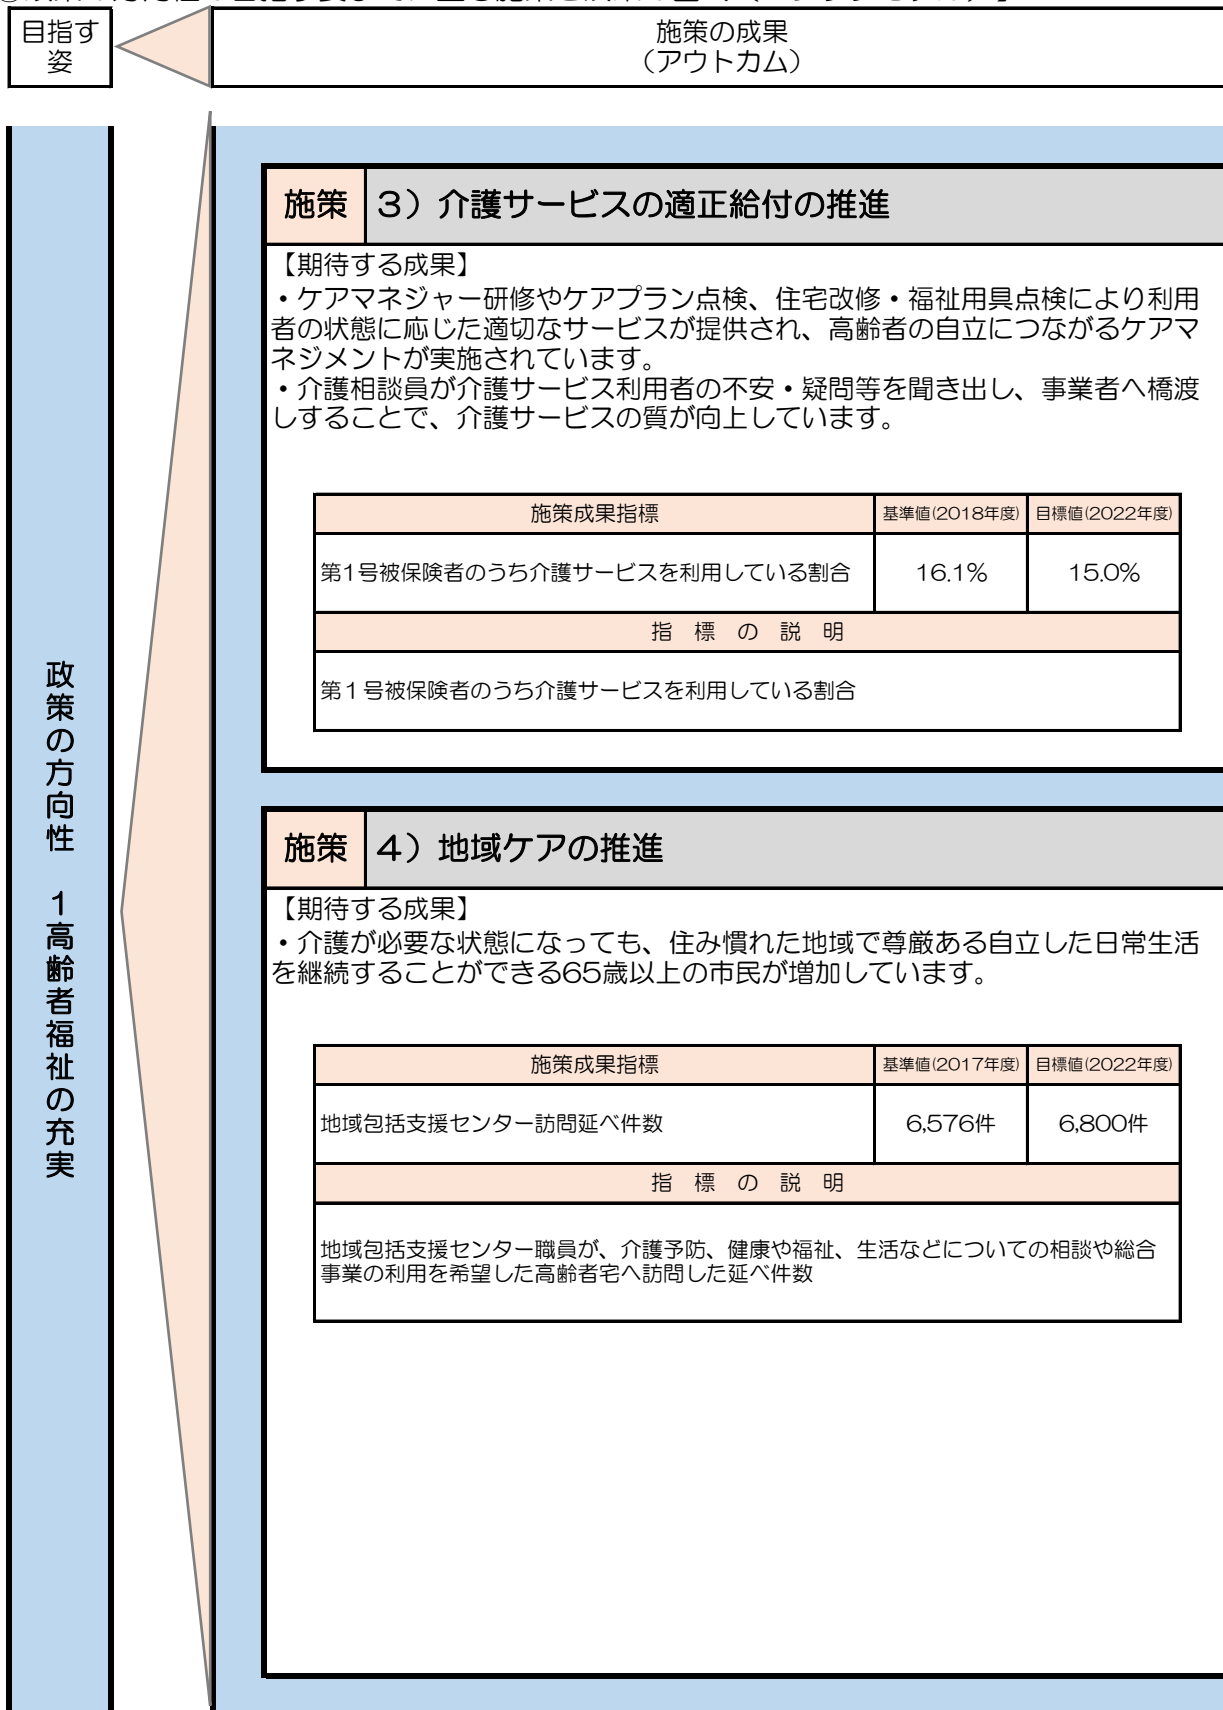 目指す
姿
施策の成果
（アウトカム）
政策の方向性　１高齢者福祉の充実
施策
３）介護サービスの適正給付の推進
【期待する成果】
・ケアマネジャー研修やケアプラン点検、住宅改修・福祉用具点検により利用
者の状態に応じた適切なサービスが提供され、高齢者の自立につながるケアマ
ネジメントが実施されています。
・介護相談員が介護サービス利用者の不安・疑問等を聞き出し、事業者へ橋渡
しすることで、介護サービスの質が向上しています。
施策成果指標
基準値(2018年度)
目標値(2022年度)
第1号被保険者のうち介護サービスを利用している割合
16.1%
15.0%
指　標　の　説　明
第１号被保険者のうち介護サービスを利用している割合
施策
４）地域ケアの推進
【期待する成果】
・介護が必要な状態になっても、住み慣れた地域で尊厳ある自立した日常生活
を継続することができる65歳以上の市民が増加しています。
施策成果指標
基準値(2017年度)
目標値(2022年度)
地域包括支援センター訪問延べ件数
6,576件
6,800件
指　標　の　説　明
地域包括支援センター職員が、介護予防、健康や福祉、生活などについての相談や総合
事業の利用を希望した高齢者宅へ訪問した延べ件数